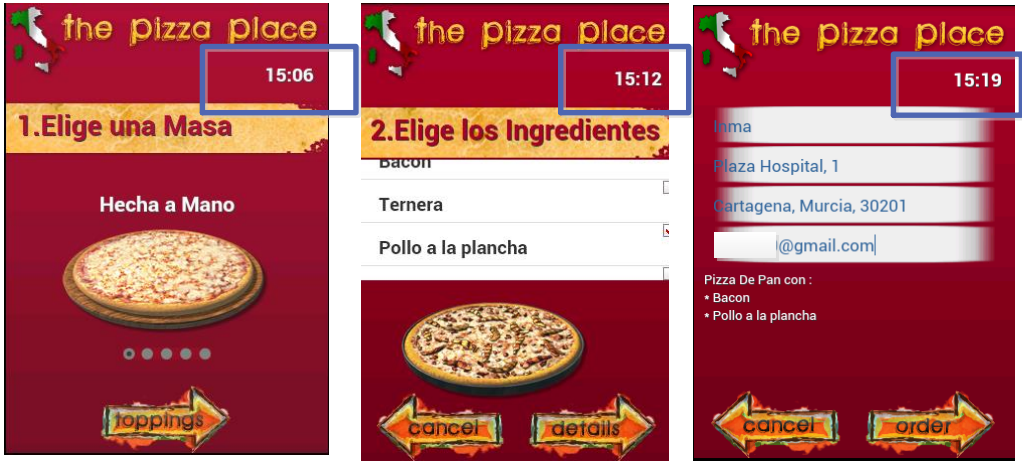 the pizza place
15:06
1.Elige una Masa
Hecha a Mano
toppings
the pizza place
15:12
2.Elige los Ingredientes
Bacon
Ternera
Pollo a la plancha
cancel
details
the pizza place
15:19
Inma
Plaza Hospital, 1
Cartagena, Murcia, 30201
@gmail.com
Pizza De Pan con :
* Bacon
* Pollo a la plancha
cancel
order